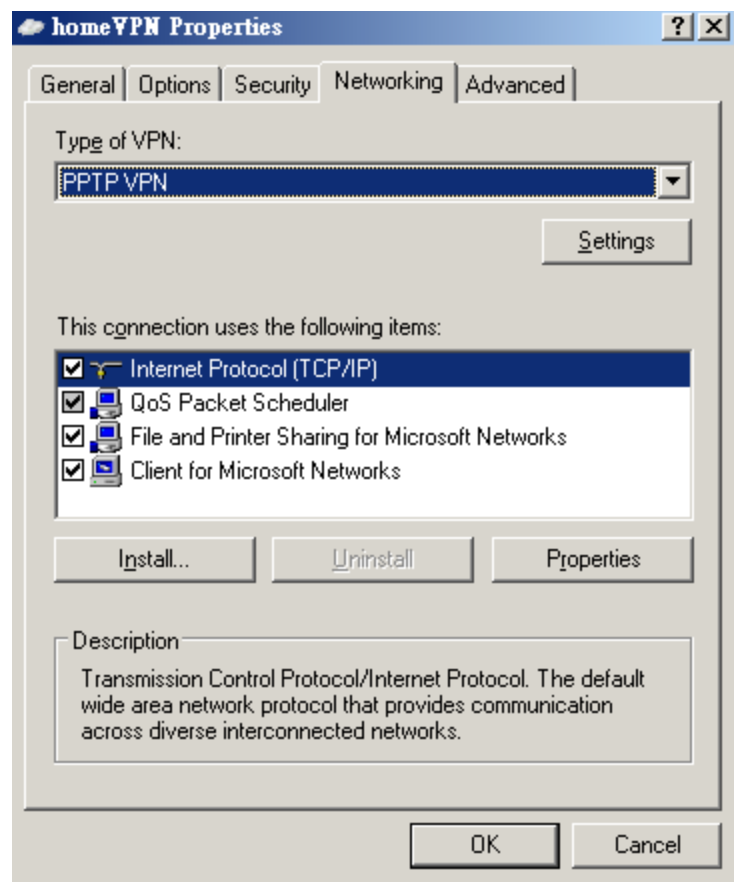 homeVPN Properties
General Options Security Networking Advanced
Type of VPN:
PPTP VPN
Settings
This connection uses the following items:
Internet Protocol (TCP/IP)
QoS Packet Scheduler
File and Printer Sharing for Microsoft Networks
Client for Microsoft Networks
Install... Uninstall Properties
Description
Transmission Control Protocol/Internet Protocol. The default
wide area network protocol that provides communication
across diverse interconnected networks.
OK Cancel